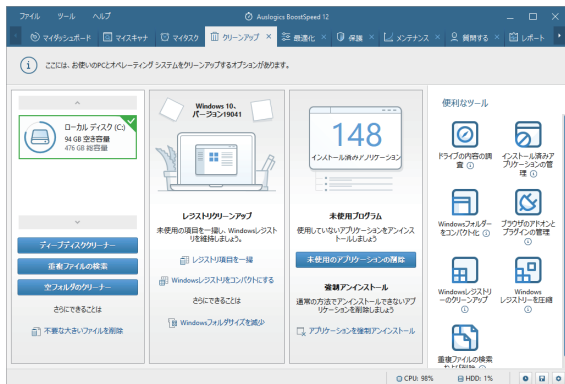 ファイル ツール ヘルプ
Auslogics BoostSpeed 12
マイダッシュボード マイスキャナ マイタスク クリーンアップ 最適化 保護 メンテナンス 質問する レポート
ここには、お使いのPCとオペレーティング システムをクリーンアップするオプションがあります。
ローカル ディスク (C:)
94 GB 空き容量
476 GB 総容量
ディープディスククリーナー
重複ファイルの検索
空フォルダのクリーナー
さらにできることは
不要な大きいファイルを削除
Windows 10、
バージョン19041
レジストリクリーンアップ
未使用の項目を一掃し、Windowsレジスト
リを維持しましょう。
レジストリ項目を一掃
Windowsレジストリをコンパクトにする
さらにできることは
Windowsフォルダサイズを減少
148
インストール済みアプリケーション
未使用プログラム
使用していないアプリケーションをアンインス
トールしましょう
未使用のアプリケーションの削除
強制アンインストール
通常の方法でアンインストールできないアプ
リケーションを削除しましょう
アプリケーションを強制アンインストール
便利なツール
ドライブの内容の調
査
インストール済みア
プリケーションの管
理
Windowsフォルダー
をコンパクト化
ブラウザのアドオンと
プラグインの管理
Windowsレジストリ
ーのクリーンアップ
Windows
レジストリーを圧縮
重複ファイルの検索
および削除
CPU: 98% HDD: 1%